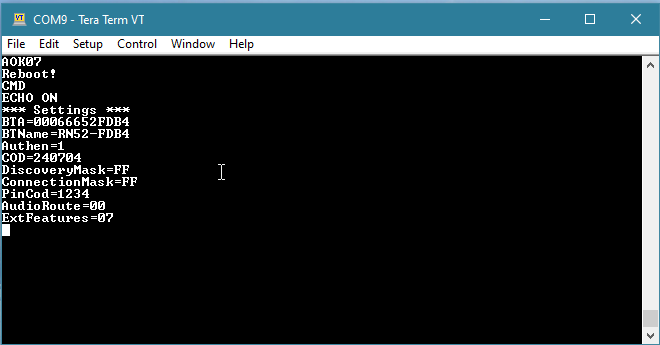 VT COM9 - Tera Term VT
File Edit Setup Control Window Help
AOK07
Reboot!
CMD
ECHO ON
*** Settings ***
BTA=00066652FDB4
BTName=RN52-FDB4
Authen=1
COD=240704
DiscoveryMask=FF
ConnectionMask=FF
PinCod=1234
AudioRoute=00
ExtFeatures=07